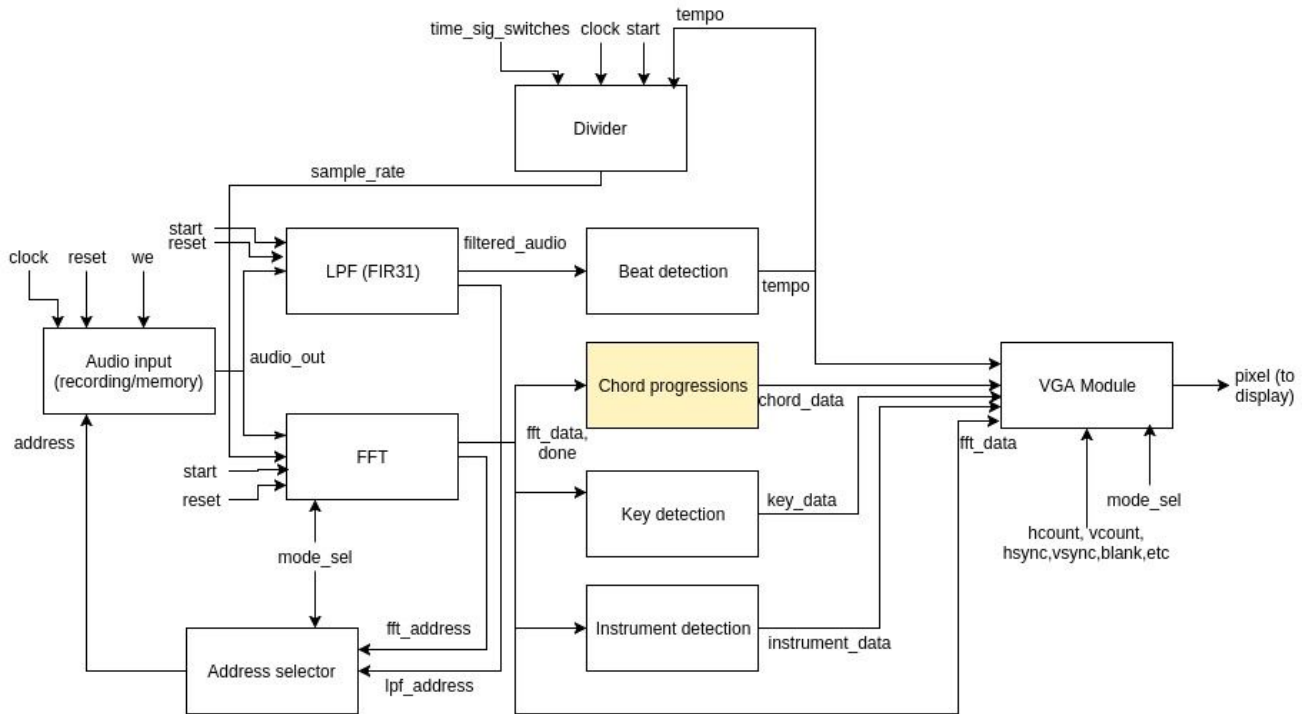 tempo
time_sig_switches
clock
start
Divider
sample_rate
start
reset
LPF (FIR31)
filtered_audio
Beat detection
tempo
clock
reset
we
Audio input
(recording/memory)
audio_out
Chord progressions
chord_data
VGA Module
pixel (to
display)
address
FFT
fft_data,
done
fft_data
start
reset
Key detection
key_data
mode_sel
hcount, vcount,
hsync,vsync,blank,etc
mode_sel
fft_address
Instrument detection
instrument_data
Address selector
lpf_address